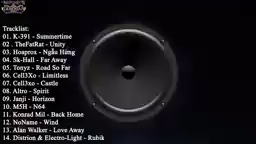 Tracklist:
01. K-391 - Summertime
02 . TheFatRat - Unity
03. Hoaprox - Ngẫu Hứng
04. Sk-Hall - Far Away
05. Tonyz - Road So Far
06. Cell3Xo - Limitless
07. Cell3xo - Castle
08. Altro - Spirit
09. Janji - Horizon
10. M5H - N64
11. Konrad Mil - Back Home
12. NoName - Wind
13. Alan Walker - Love Away
14. Distrion & Electro-Light - Rubik